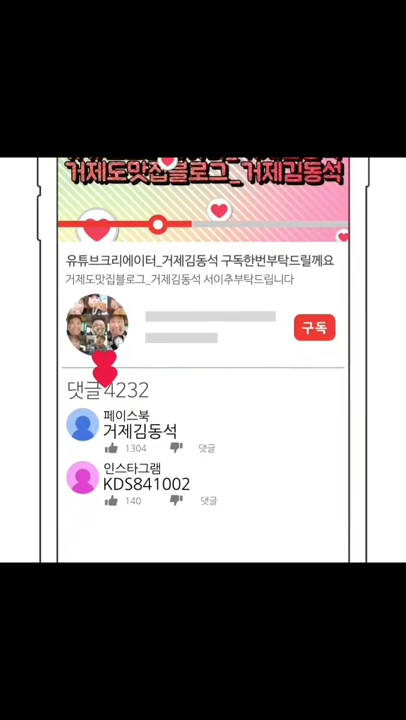 거제도맛집블로그_거제김동석
유튜브크리에이터_거제김동석 구독한번부탁드릴께요
거제도맛집블로그_거제김동석 서이추부탁드립니다
구독
댓글 4232
페이스북
거제김동석
1304 댓글
인스타그램
KDS841002
140 댓글